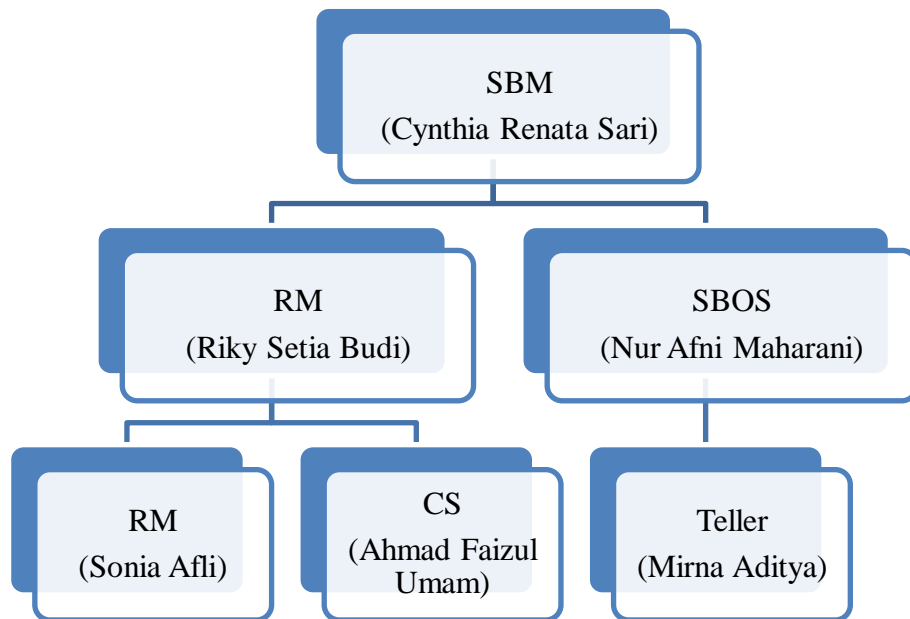 SBM
(Cynthia Renata Sari)
RM
(Riky Setia Budi)
SBOS
(Nur Afni Maharani)
RM
(Sonia Afli)
CS
(Ahmad Faizul
Umam)
Teller
(Mirna Aditya)